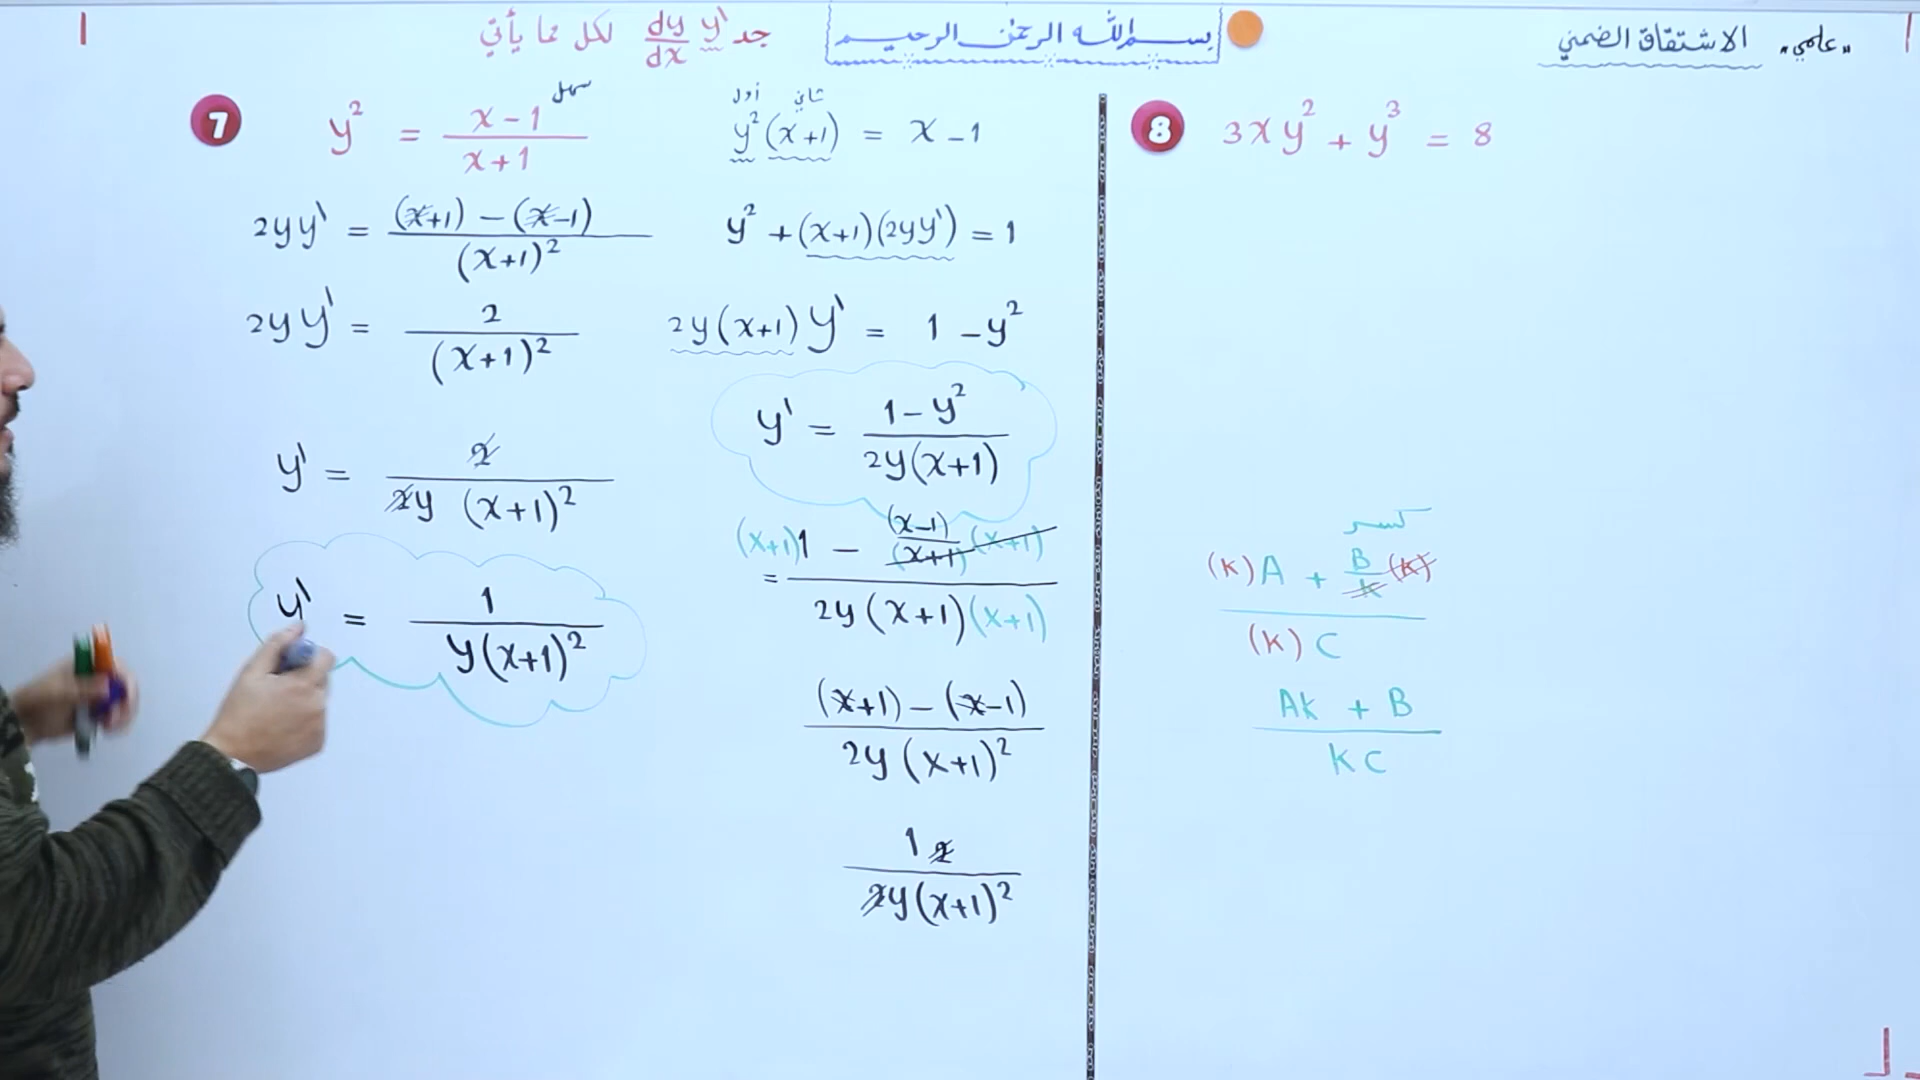 "علمي" الاشتقاق الضمني
بسم الله الرحمن الرحيم
جد y' dy/dx لكل مما يأتي
7
y² = (x-1)/(x+1) سهل
2yy' = ((x+1) - (x-1))/(x+1)²
2yy' = 2/(x+1)²
y' = 2/(2y (x+1)²)
y' = 1/(y(x+1)²)
أول ثاني
y²(x+1) = x-1
y² + (x+1)(2yy') = 1
2y(x+1)y' = 1-y²
y' = (1-y²)/(2y(x+1))
= ((x+1)1 - (x-1)/(x+1) (x+1))/(2y(x+1)(x+1))
((x+1) - (x-1))/(2y(x+1)²)
1 2/(2y(x+1)²)
8
3xy² + y³ = 8
كسر
((k)A + B/k (k))/((k)C)
(Ak + B)/(kC)